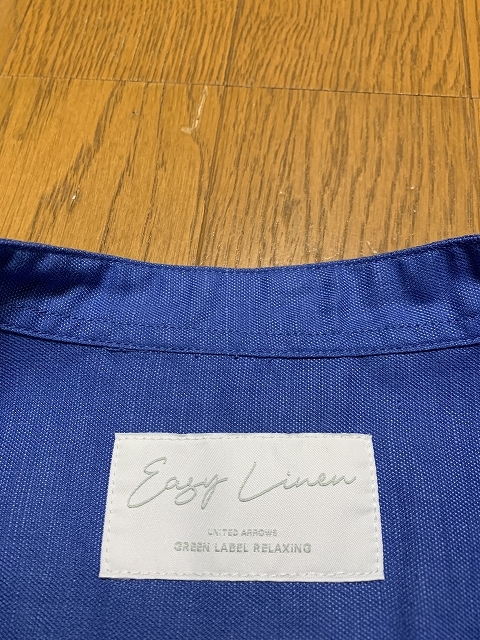 Easy Linen
UNITED ARROWS
GREEN LABEL RELAXING